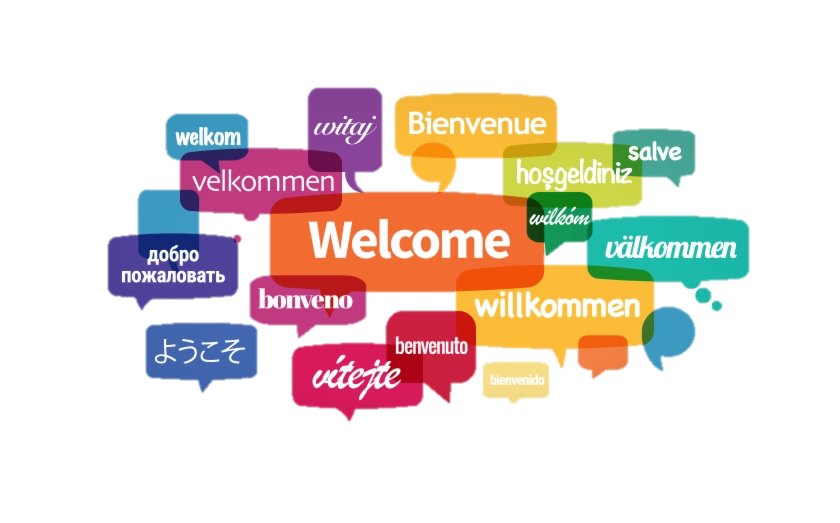 witaj
Bienvenue
welkom
salve
velkommen
hoşgeldiniz
wilkóm
Welcome
välkommen
добро
пожаловать
bonveno
willkommen
ようこそ
benvenuto
vítejte
bienvenido